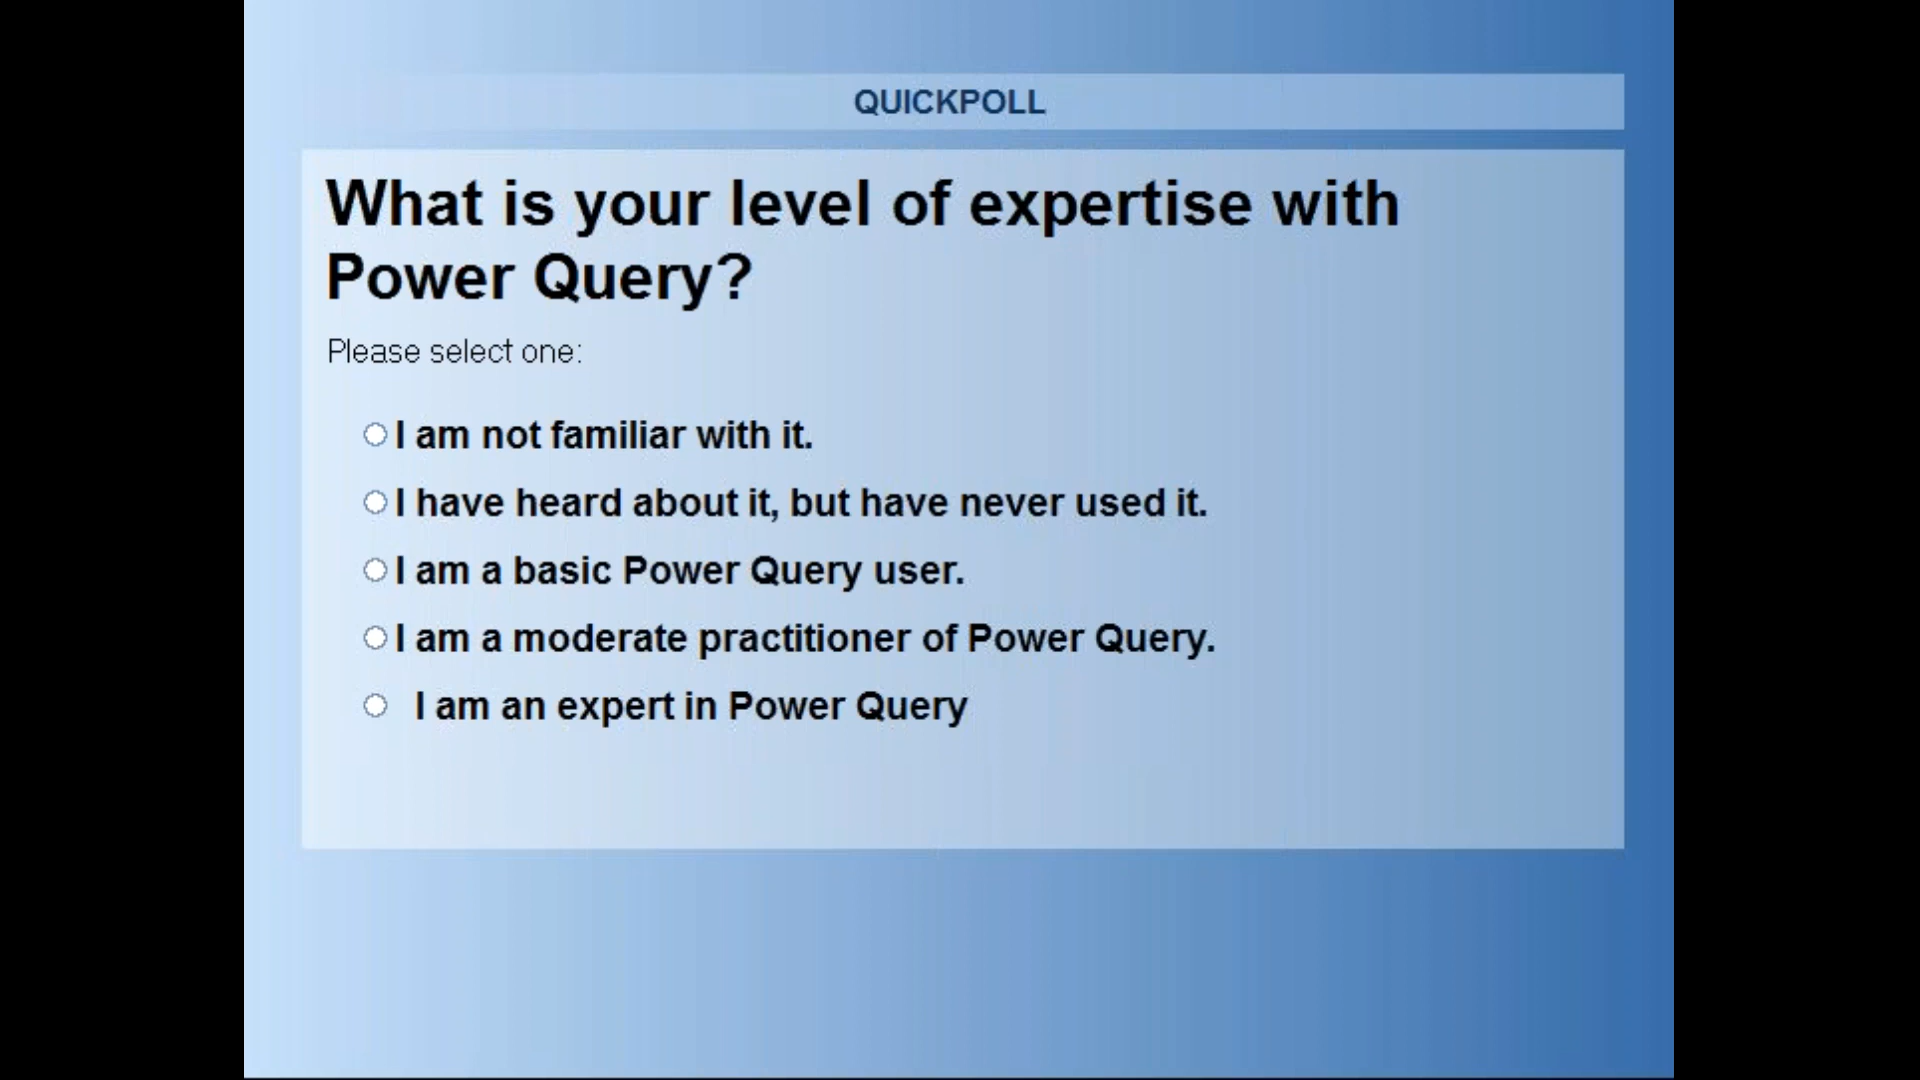 QUICKPOLL
What is your level of expertise with
Power Query?
Please select one:
I am not familiar with it.
I have heard about it, but have never used it.
I am a basic Power Query user.
I am a moderate practitioner of Power Query.
I am an expert in Power Query